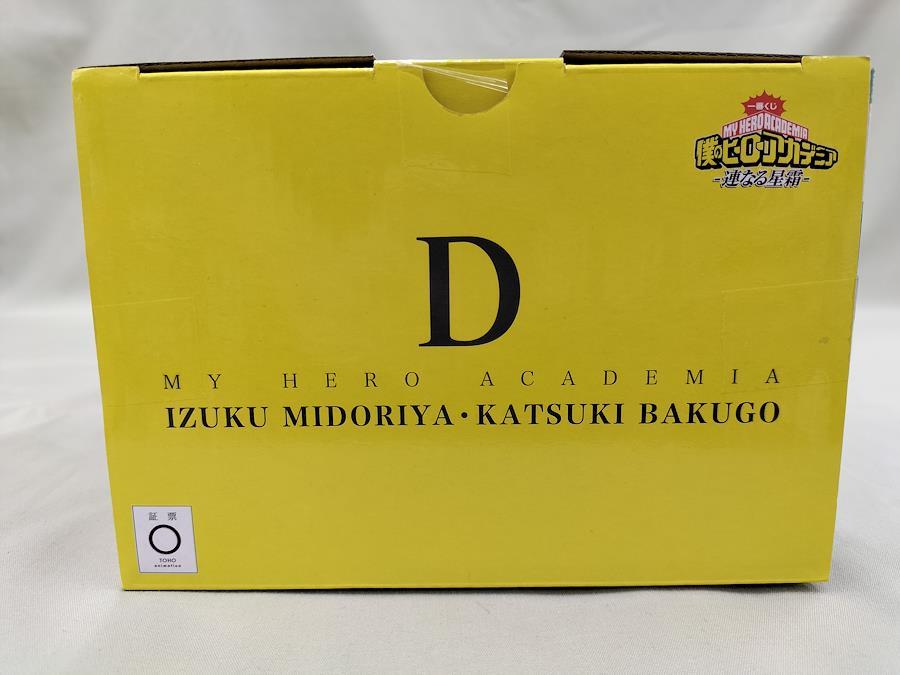 一番くじ
MY HERO ACADEMIA
僕のヒーローアカデミア
-連なる星霜-
D
MY HERO ACADEMIA
IZUKU MIDORIYA・KATSUKI BAKUGO
証 票
TOHO
animation